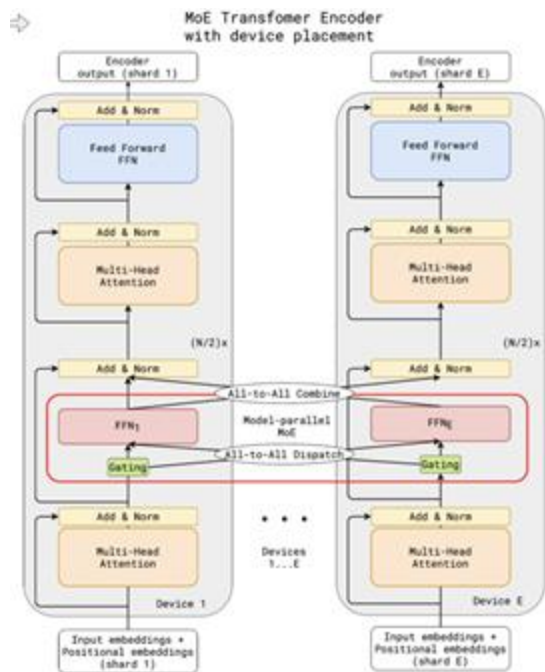 MoE Transfomer Encoder
with device placement
Encoder
output (shard 1)
Add & Norm
Feed Forward
FFN
Add & Norm
Multi-Head
Attention
(N/2)x
Add & Norm
FFN1
Gating
Add & Norm
Multi-Head
Attention
Device 1
Input embeddings +
Positional embeddings
(shard 1)
All-to-All Combine
Model-parallel
MoE
All-to-All Dispatch
Devices
1...E
Encoder
output (shard E)
Add & Norm
Feed Forward
FFN
Add & Norm
Multi-Head
Attention
(N/2)x
Add & Norm
FFNE
Gating
Add & Norm
Multi-Head
Attention
Device E
Input embeddings +
Positional embeddings
(shard E)